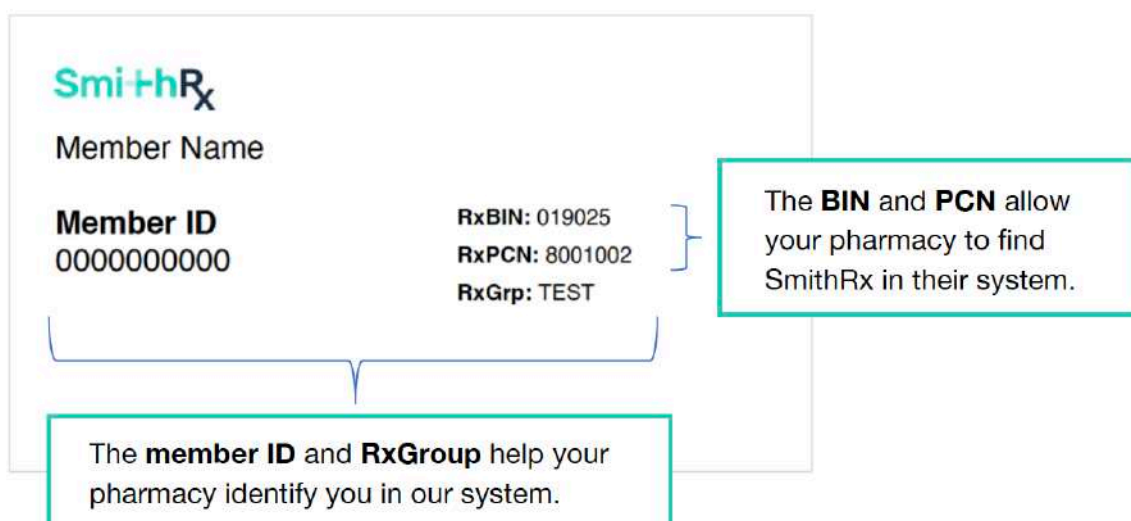 SmithRx
Member Name
Member ID
0000000000
RxBIN: 019025
RxPCN: 8001002
RxGrp: TEST
The BIN and PCN allow
your pharmacy to find
SmithRx in their system.
The member ID and RxGroup help your
pharmacy identify you in our system.